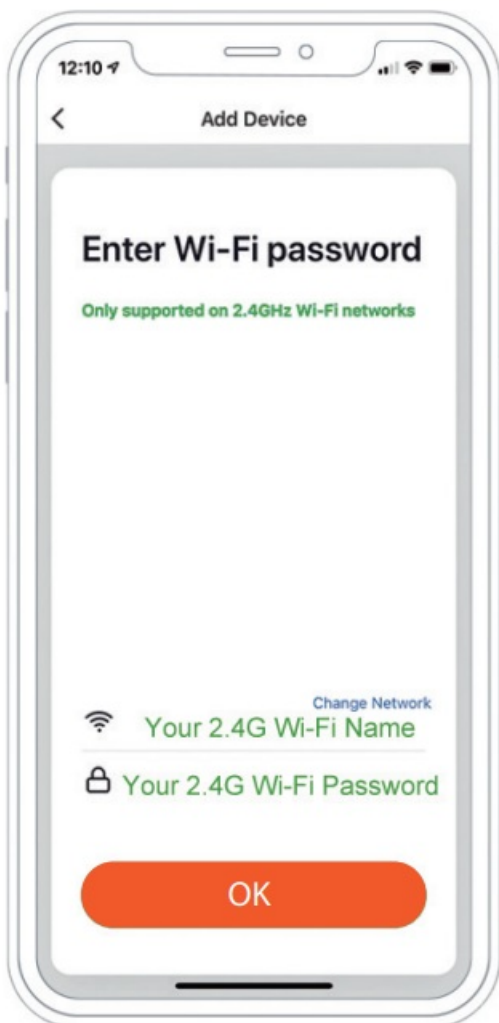 12:10
Add Device
Enter Wi-Fi password
Only supported on 2.4GHz Wi-Fi networks
Change Network
Your 2.4G Wi-Fi Name
Your 2.4G Wi-Fi Password
OK